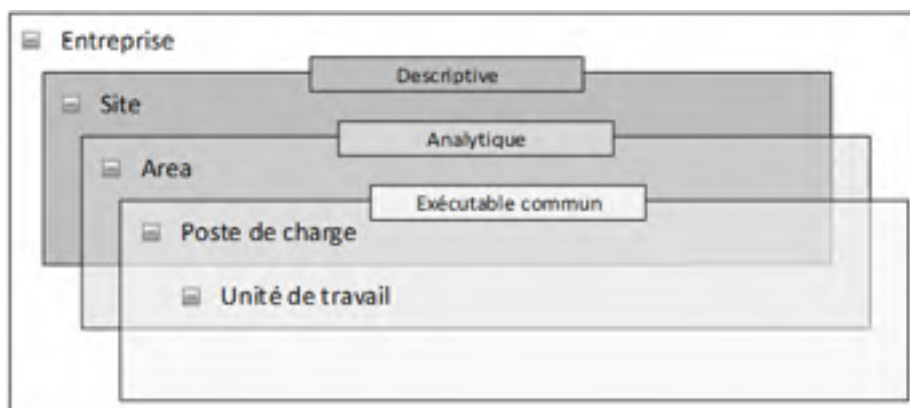 Entreprise
Descriptive
Site
Analytique
Area
Exécutable commun
Poste de charge
Unité de travail